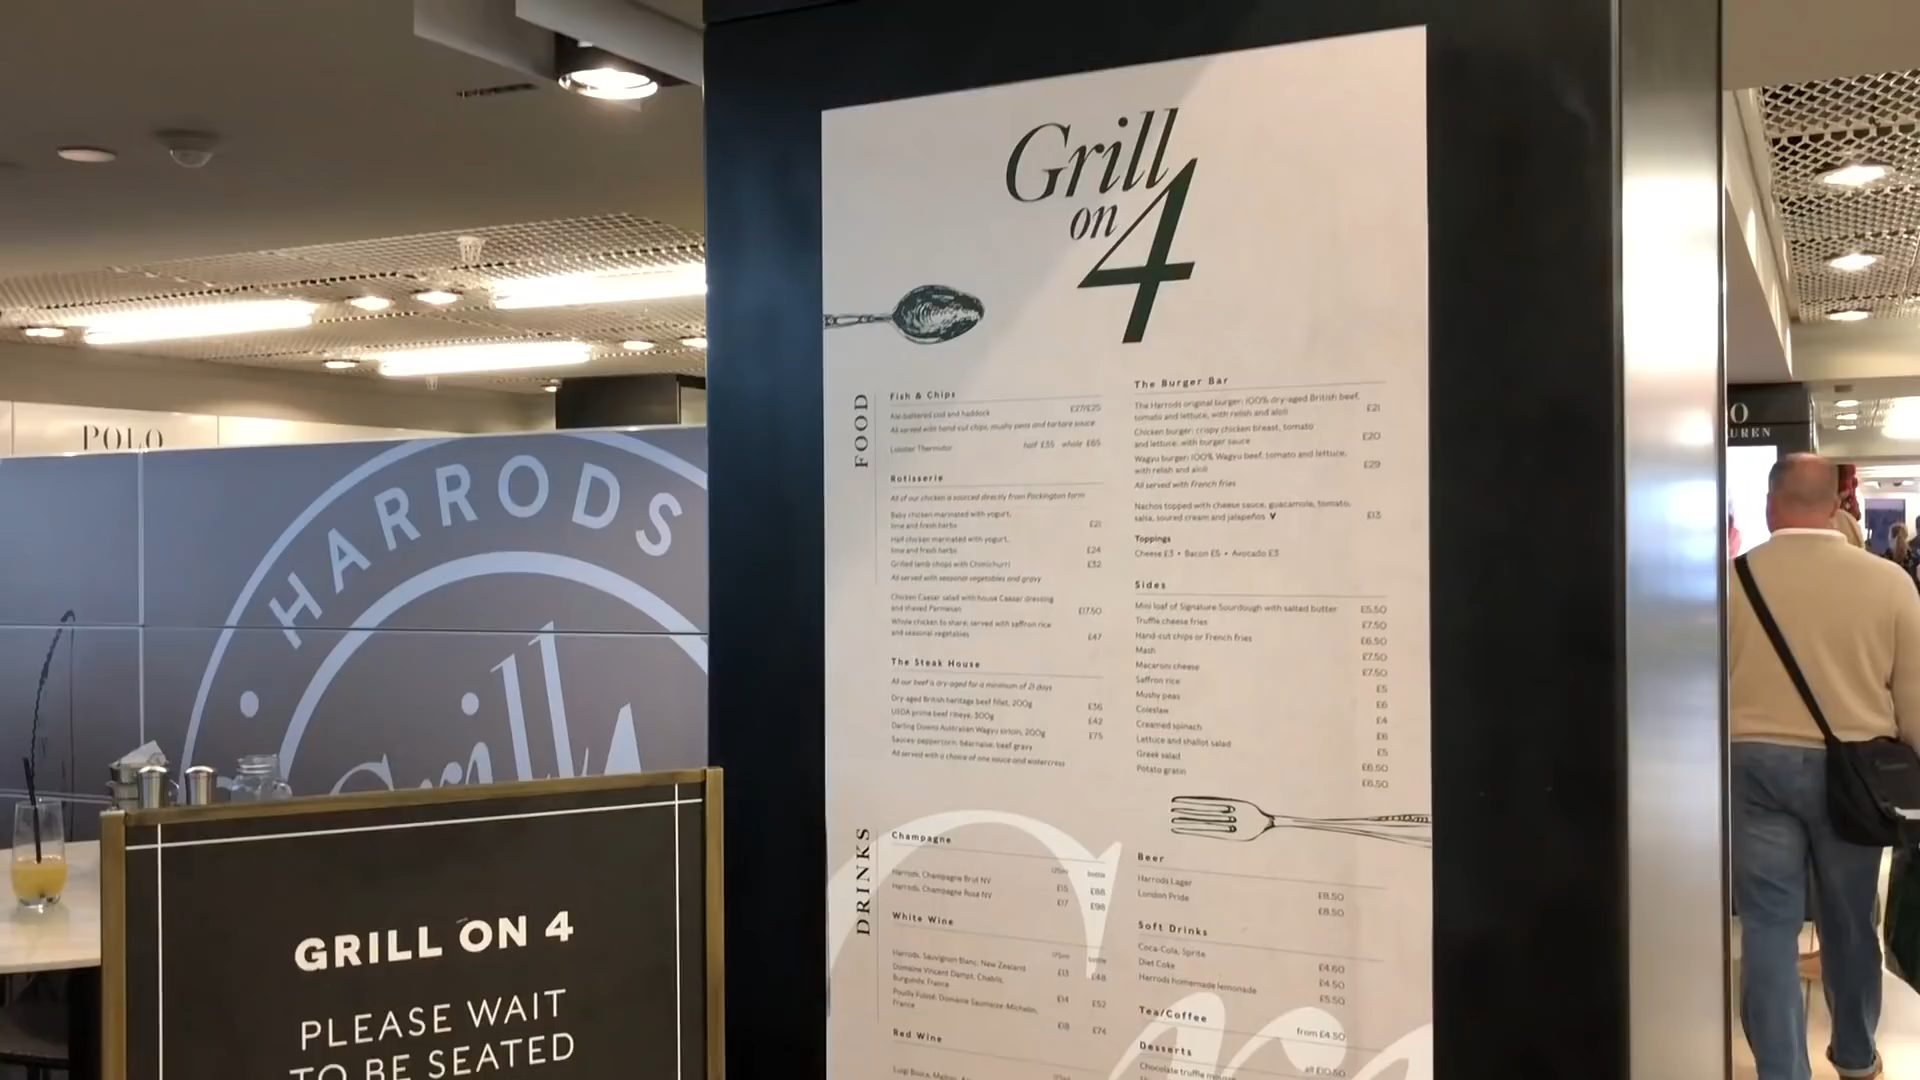 Grill
on 4
FOOD
Fish & Chips
Ale-battered cod and haddock £27/£25
All served with hand-cut chips, mushy peas and tartare sauce
Lobster Thermidor half £35 whole £65
Rotisserie
All of our chicken is sourced directly from Packington farm
Baby chicken marinated with yogurt,
lime and fresh herbs £21
Half chicken marinated with yogurt,
lime and fresh herbs £24
Grilled lamb chops with Chimichurri £32
All served with seasonal vegetables and gravy
Chicken Caesar salad with house Caesar dressing
and shaved Parmesan £17.50
Whole chicken to share; served with saffron rice
and seasonal vegetables £47
The Steak House
All our beef is dry-aged for a minimum of 21 days
Dry-aged British heritage beef fillet, 200g £36
USDA prime beef ribeye, 300g £42
Darling Downs Australian Wagyu sirloin, 200g £75
Sauces: peppercorn, béarnaise, beef gravy
All served with a choice of one sauce and watercress
The Burger Bar
The Harrods original burger: 100% dry-aged British beef,
tomato and lettuce, with relish and aioli £21
Chicken burger: crispy chicken breast, tomato
and lettuce, with burger sauce £20
Wagyu burger: 100% Wagyu beef, tomato and lettuce,
with relish and aioli £29
All served with French fries
Nachos topped with cheese sauce, guacamole, tomato,
salsa, soured cream and jalapeños V £13
Toppings
Cheese £3 • Bacon £5 • Avocado £3
Sides
Mini loaf of Signature Sourdough with salted butter £5.50
Truffle cheese fries £7.50
Hand-cut chips or French fries £6.50
Mash £7.50
Macaroni cheese £7.50
Saffron rice £5
Mushy peas £6
Coleslaw £4
Creamed spinach £6
Lettuce and shallot salad £5
Greek salad £6.50
Potato gratin £6.50
DRINKS
Champagne
125ml bottle
Harrods, Champagne Brut NV £15 £88
Harrods, Champagne Rosé NV £17 £98
White Wine
175ml bottle
Harrods, Sauvignon Blanc, New Zealand £13 £48
Domaine Vincent Dampt, Chablis,
Burgundy, France £14 £52
Pouilly Fuissé, Domaine Saumaize-Michelin,
France £18 £74
Red Wine
Beer
Harrods Lager £8.50
London Pride £8.50
Soft Drinks
Coca-Cola, Sprite £4.60
Diet Coke £4.50
Harrods homemade lemonade £5.50
Tea/Coffee from £4.50
Desserts all £10.50
Chocolate truffle
POLO
HARRODS
Grill
GRILL ON 4
PLEASE WAIT
TO BE SEATED
O
UREN